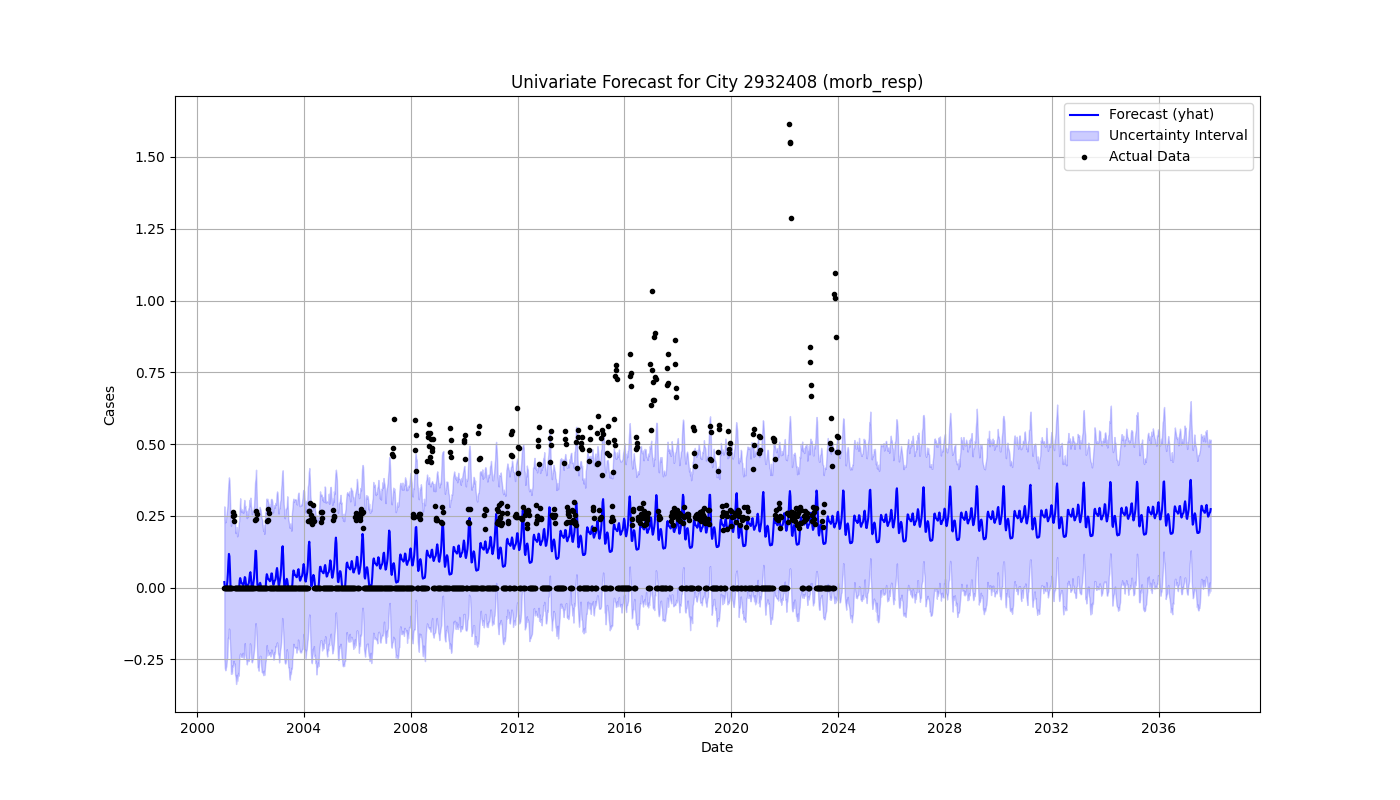 Univariate Forecast for City 2932408 (morb_resp)
Forecast (yhat)
Uncertainty Interval
Actual Data
1.50
1.25
1.00
0.75
0.50
0.25
0.00
−0.25
Cases
2000 2004 2008 2012 2016 2020 2024 2028 2032 2036
Date